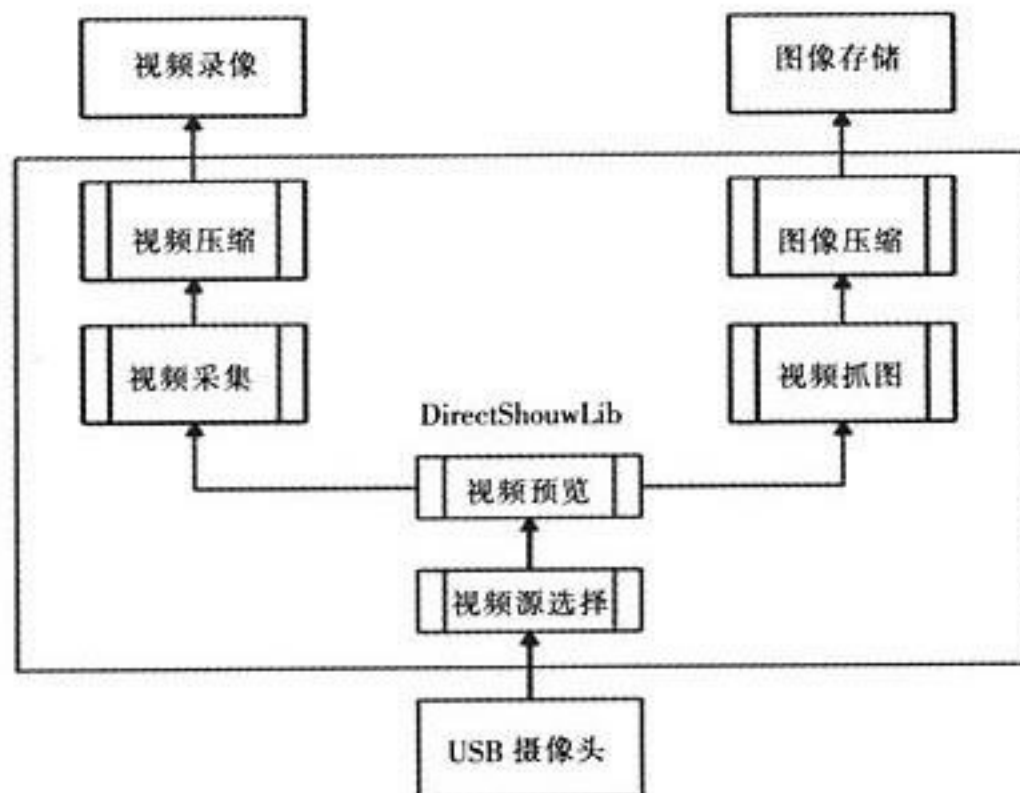 视频录像
图像存储
视频压缩
图像压缩
视频采集
视频抓图
DirectShouwLib
视频预览
视频源选择
USB 摄像头